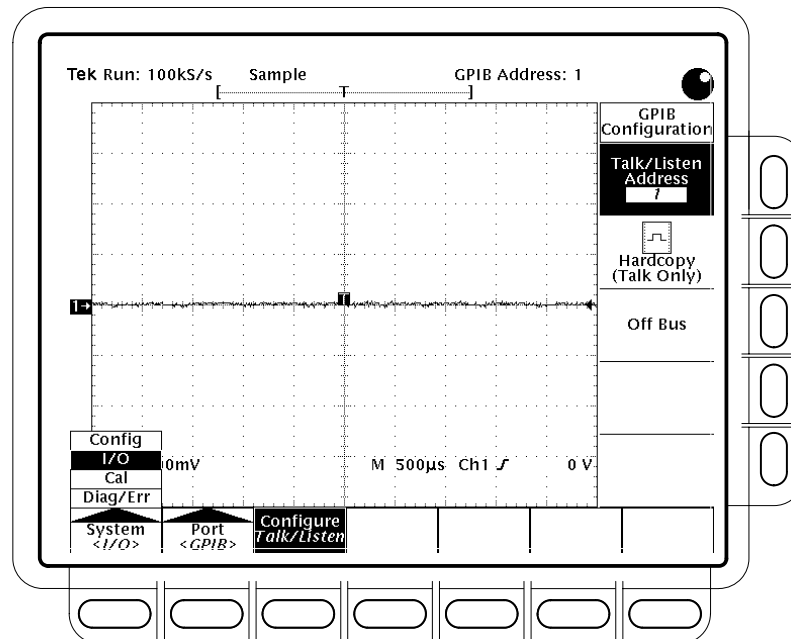 Tek Run: 100kS/s Sample GPIB Address: 1
[ T ]
GPIB
Configuration
Talk/Listen
Address
1
Hardcopy
(Talk Only)
Off Bus
T
1→
Config
I/O
Cal
Diag/Err
0mV M 500µs Ch1 0 V
System
<I/O>
Port
<GPIB>
Configure
Talk/Listen